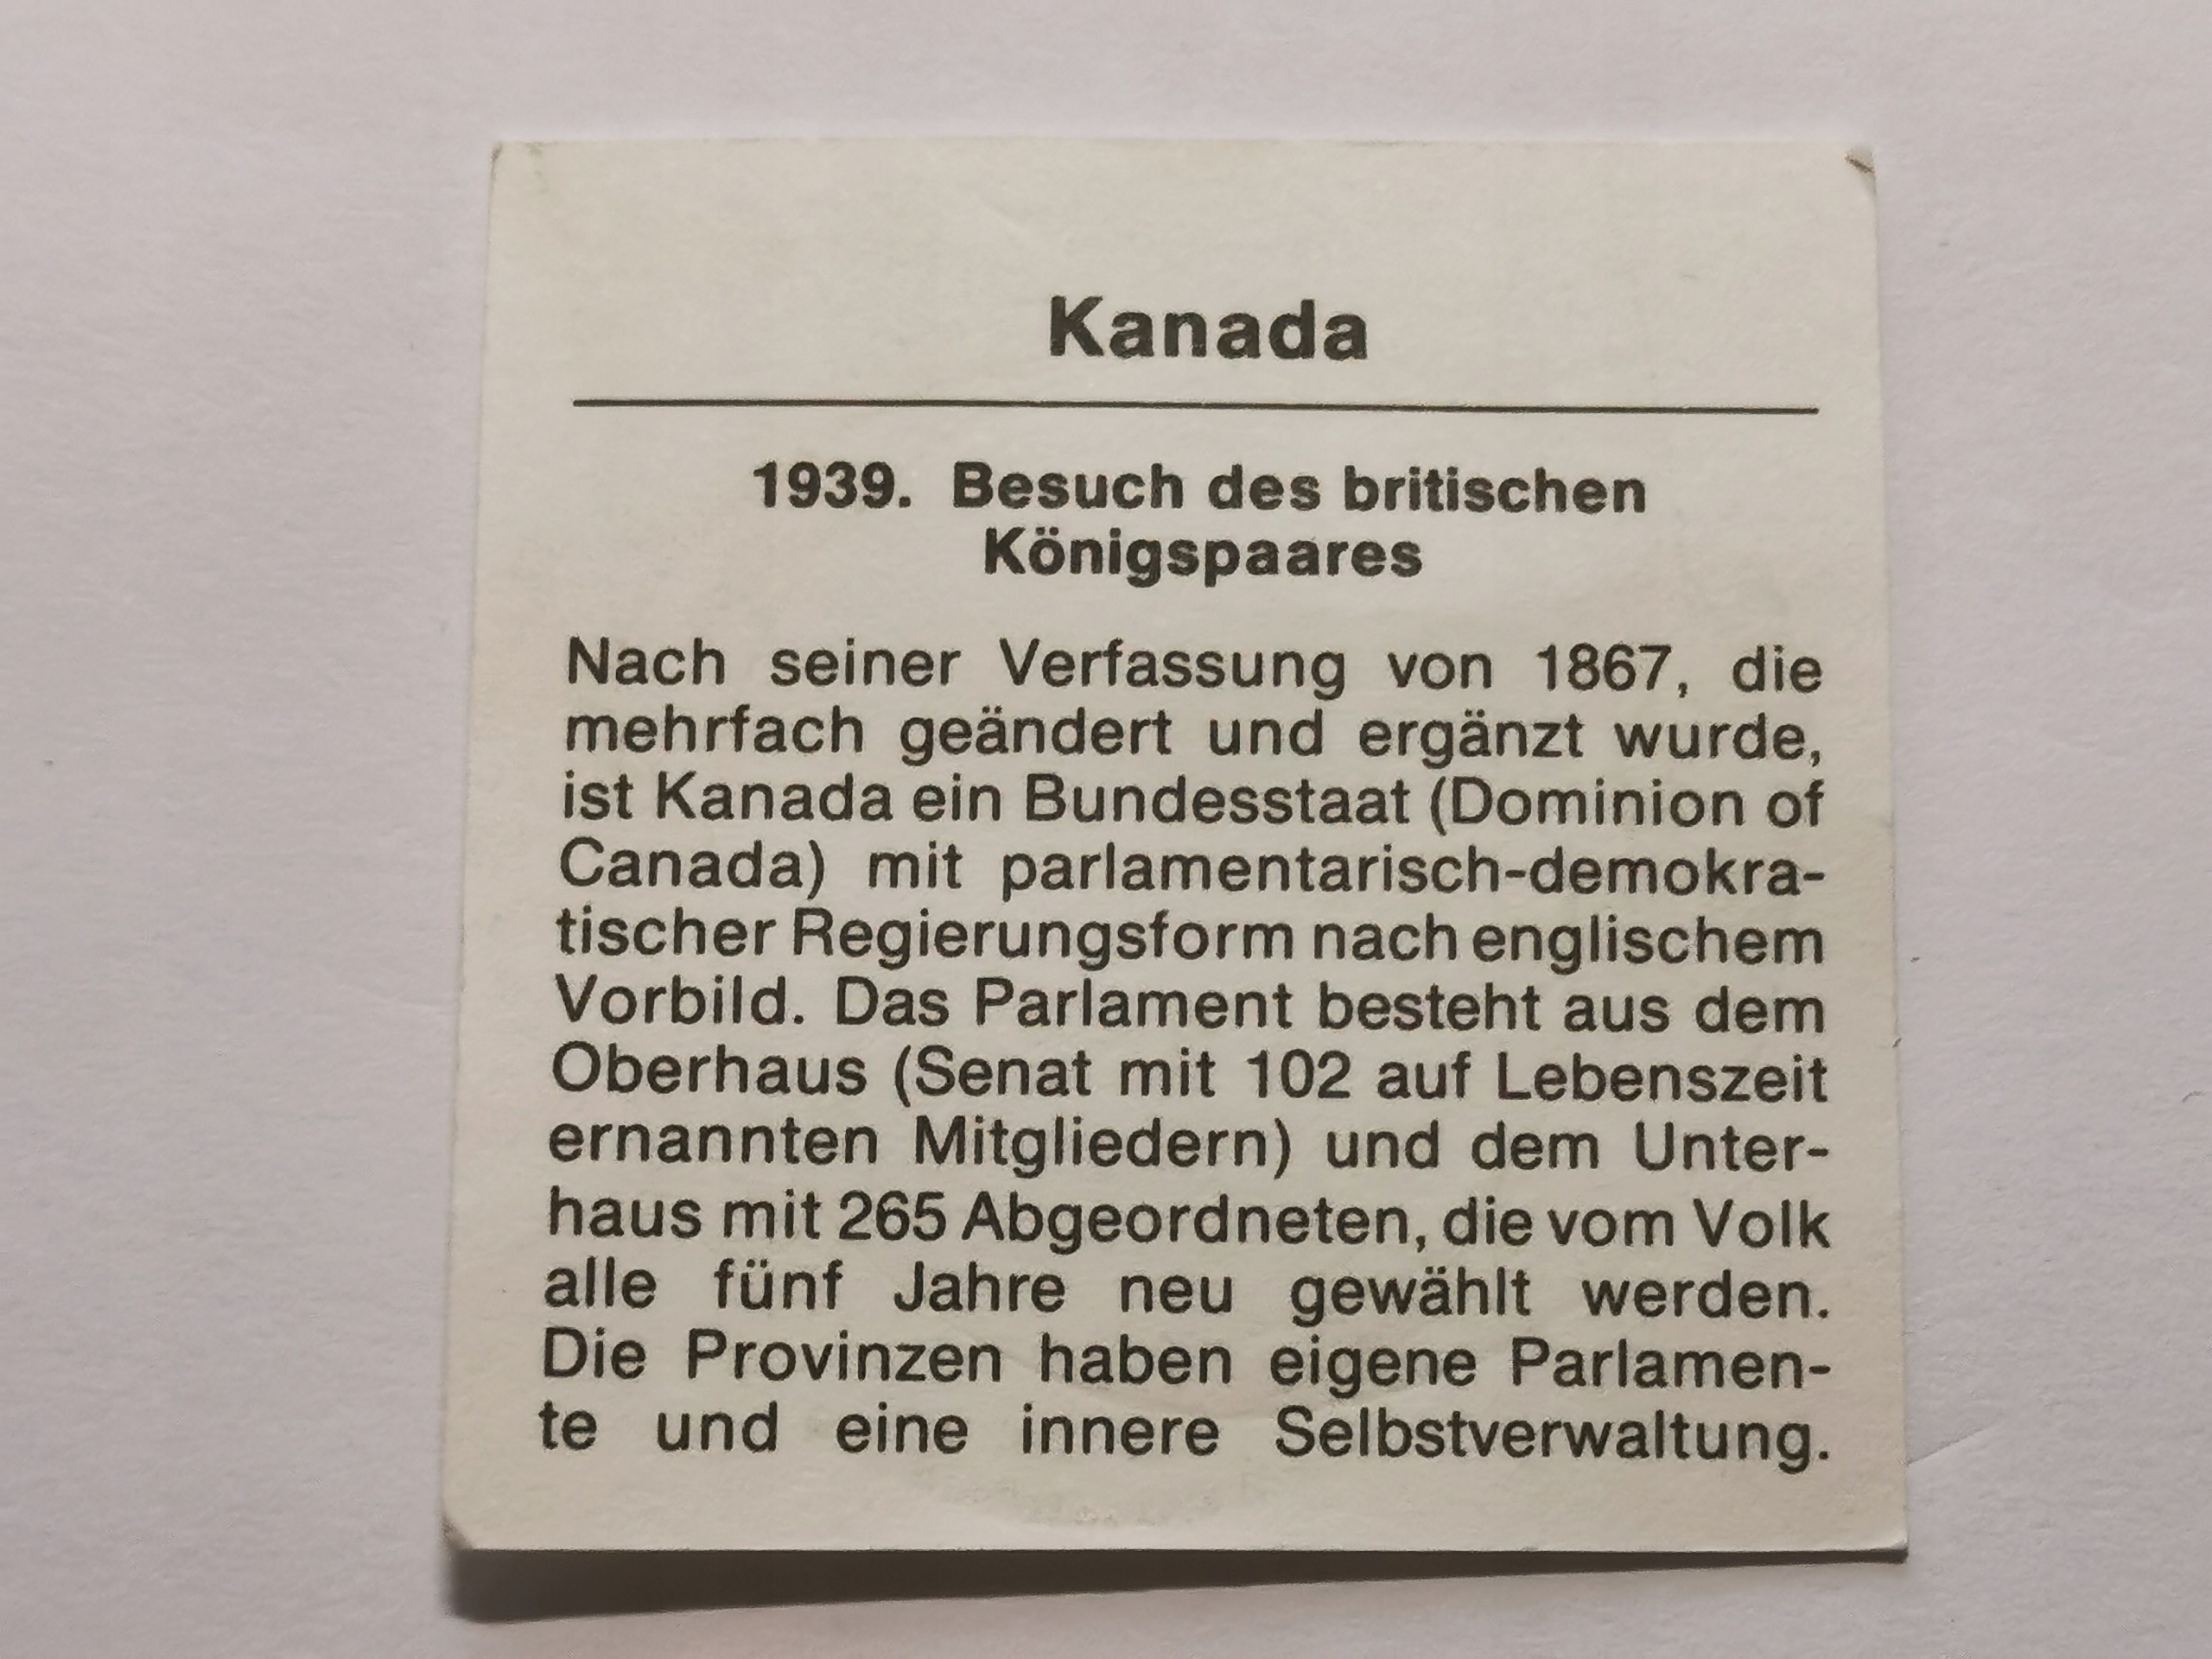 Kanada
1939. Besuch des britischen
Königspaares
Nach seiner Verfassung von 1867, die
mehrfach geändert und ergänzt wurde,
ist Kanada ein Bundesstaat (Dominion of
Canada) mit parlamentarisch-demokra-
tischer Regierungsform nach englischem
Vorbild. Das Parlament besteht aus dem
Oberhaus (Senat mit 102 auf Lebenszeit
ernannten Mitgliedern) und dem Unter-
haus mit 265 Abgeordneten, die vom Volk
alle fünf Jahre neu gewählt werden.
Die Provinzen haben eigene Parlamen-
te und eine innere Selbstverwaltung.